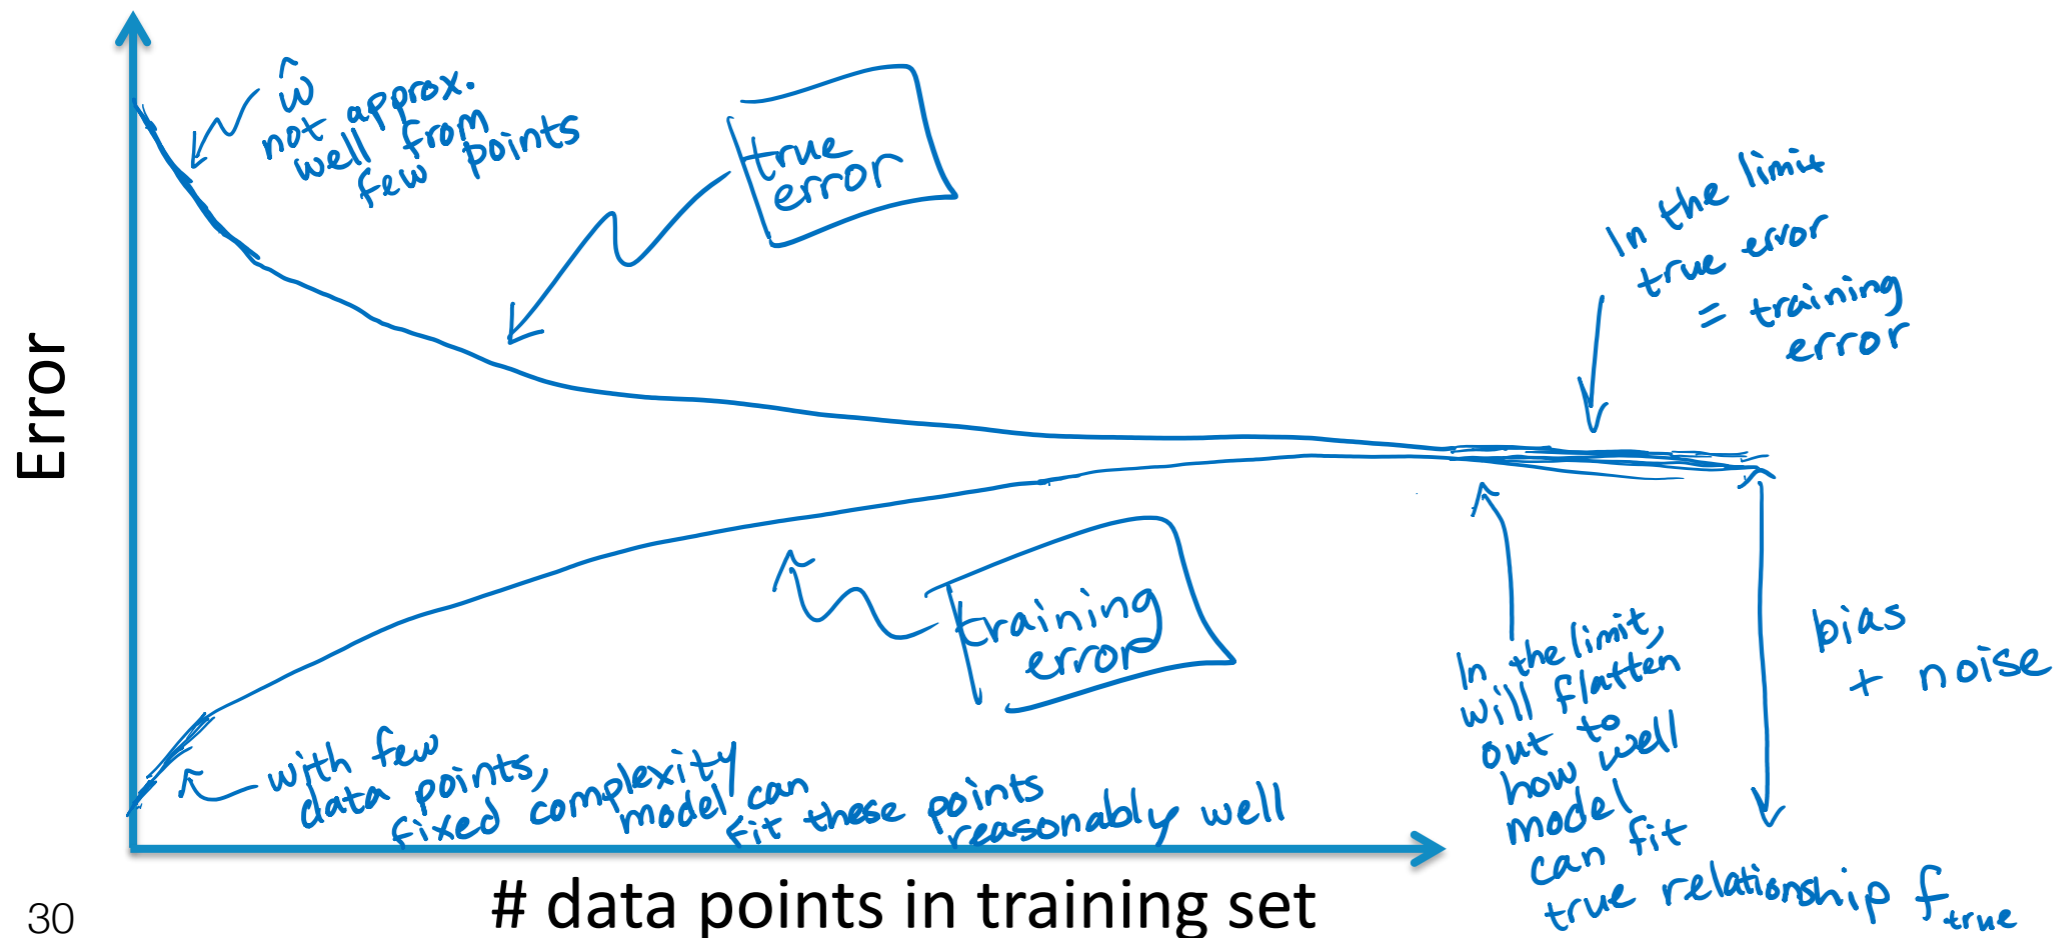 ŵ
not approx.
well from
few points
true
error
In the limit
true error
= training
error
Error
training
error
with few
data points,
fixed complexity
model can
fit these points
reasonably well
In the limit,
will flatten
out to
how well
model
can fit
true relationship f_true
bias
+ noise
# data points in training set
30